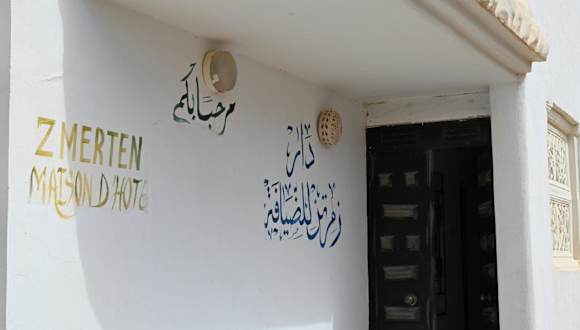 ZMERTEN
MAISON D'HOTE
مرحبا بكم
دار
زمرتن للضيافة